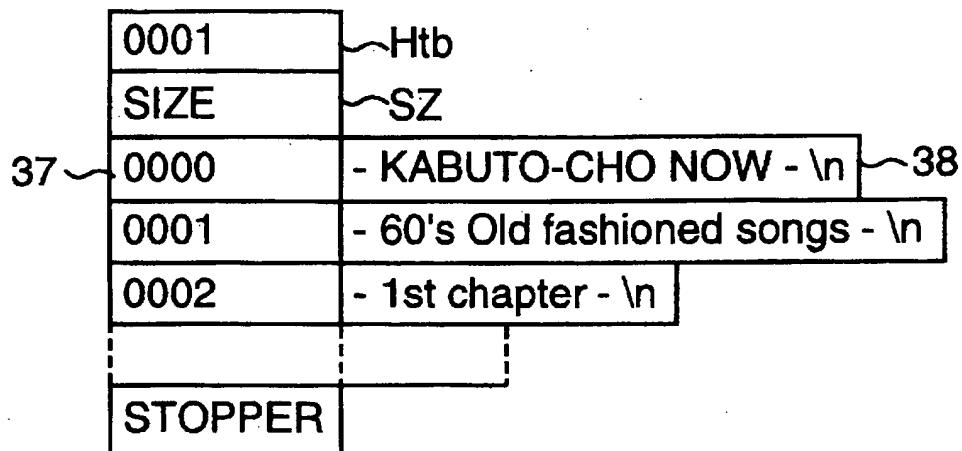 0001 Htb
SIZE SZ
37 0000 - KABUTO-CHO NOW - \n 38
0001 - 60's Old fashioned songs - \n
0002 - 1st chapter - \n
STOPPER